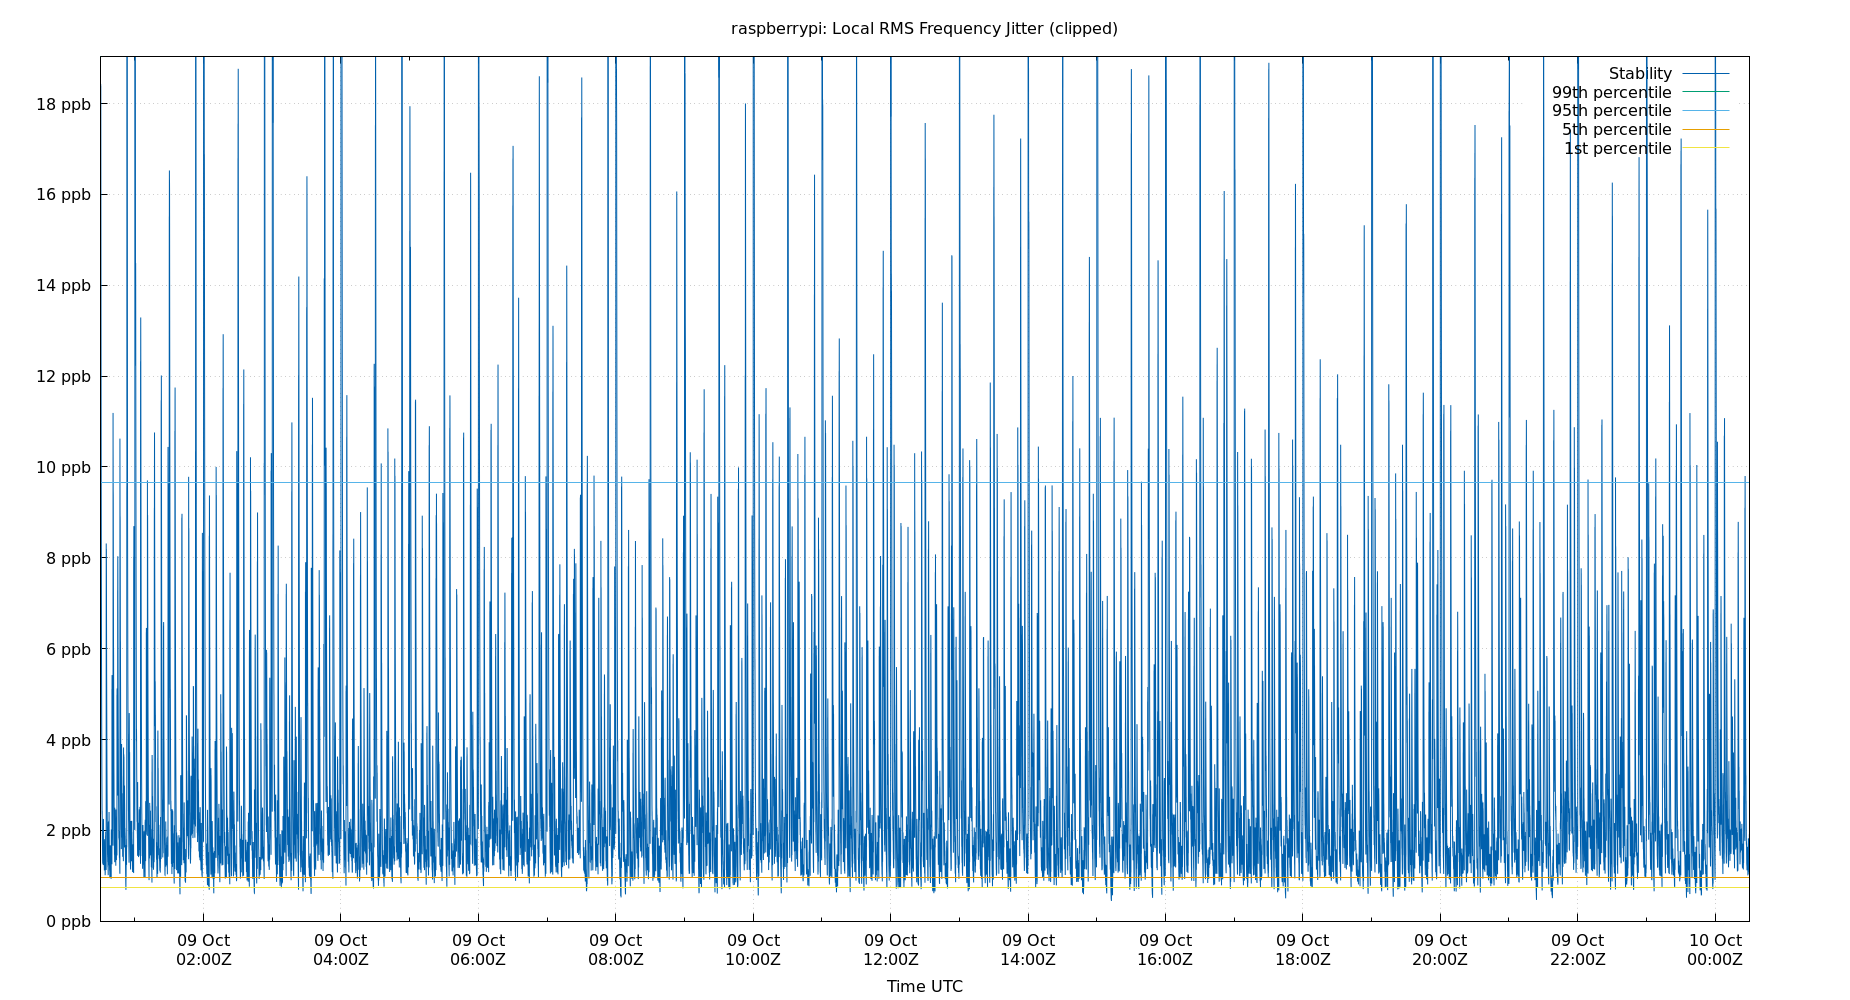 raspberrypi: Local RMS Frequency Jitter (clipped)
Stability
99th percentile
95th percentile
5th percentile
1st percentile
18 ppb
16 ppb
14 ppb
12 ppb
10 ppb
8 ppb
6 ppb
4 ppb
2 ppb
0 ppb
09 Oct 09 Oct 09 Oct 09 Oct 09 Oct 09 Oct 09 Oct 09 Oct 09 Oct 09 Oct 09 Oct 10 Oct
02:00Z 04:00Z 06:00Z 08:00Z 10:00Z 12:00Z 14:00Z 16:00Z 18:00Z 20:00Z 22:00Z 00:00Z
Time UTC